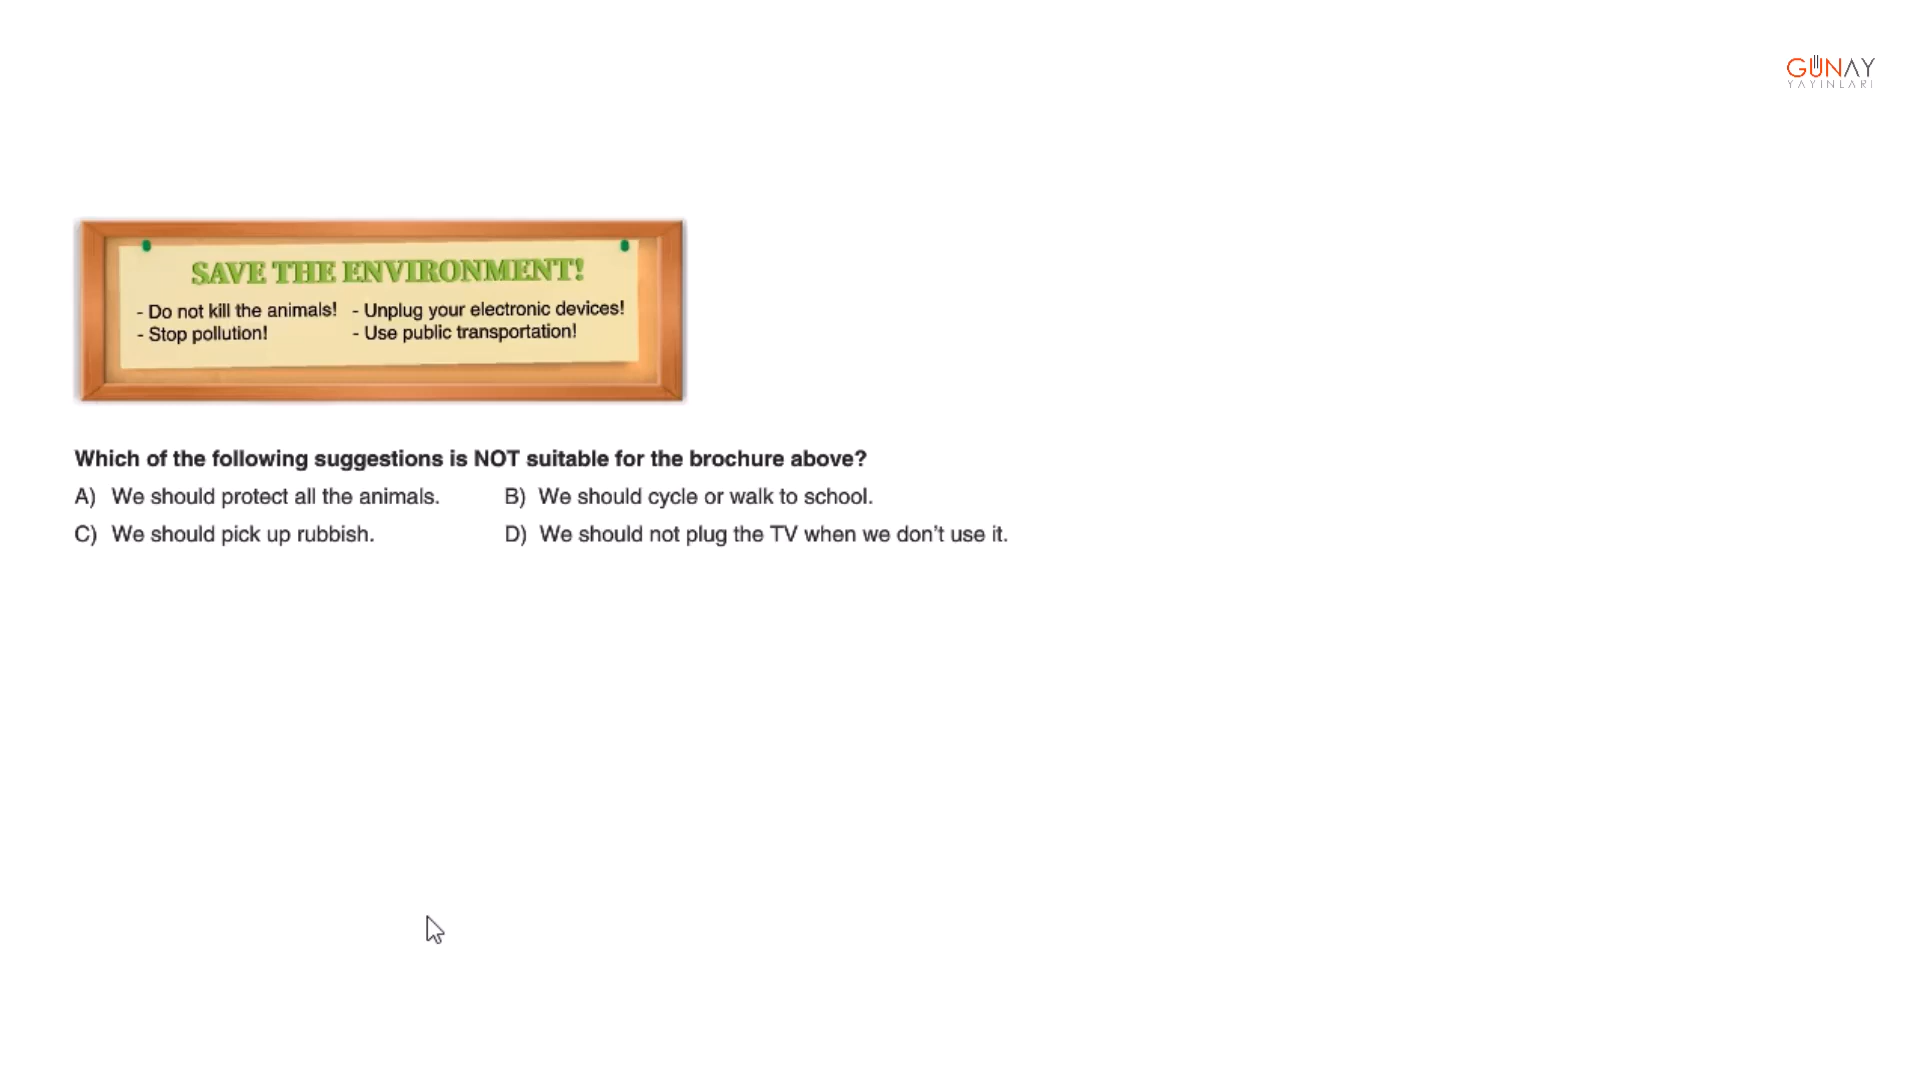 GÜNAY
YAYINLARI
SAVE THE ENVIRONMENT!
- Do not kill the animals! - Unplug your electronic devices!
- Stop pollution! - Use public transportation!
Which of the following suggestions is NOT suitable for the brochure above?
A) We should protect all the animals. B) We should cycle or walk to school.
C) We should pick up rubbish. D) We should not plug the TV when we don't use it.